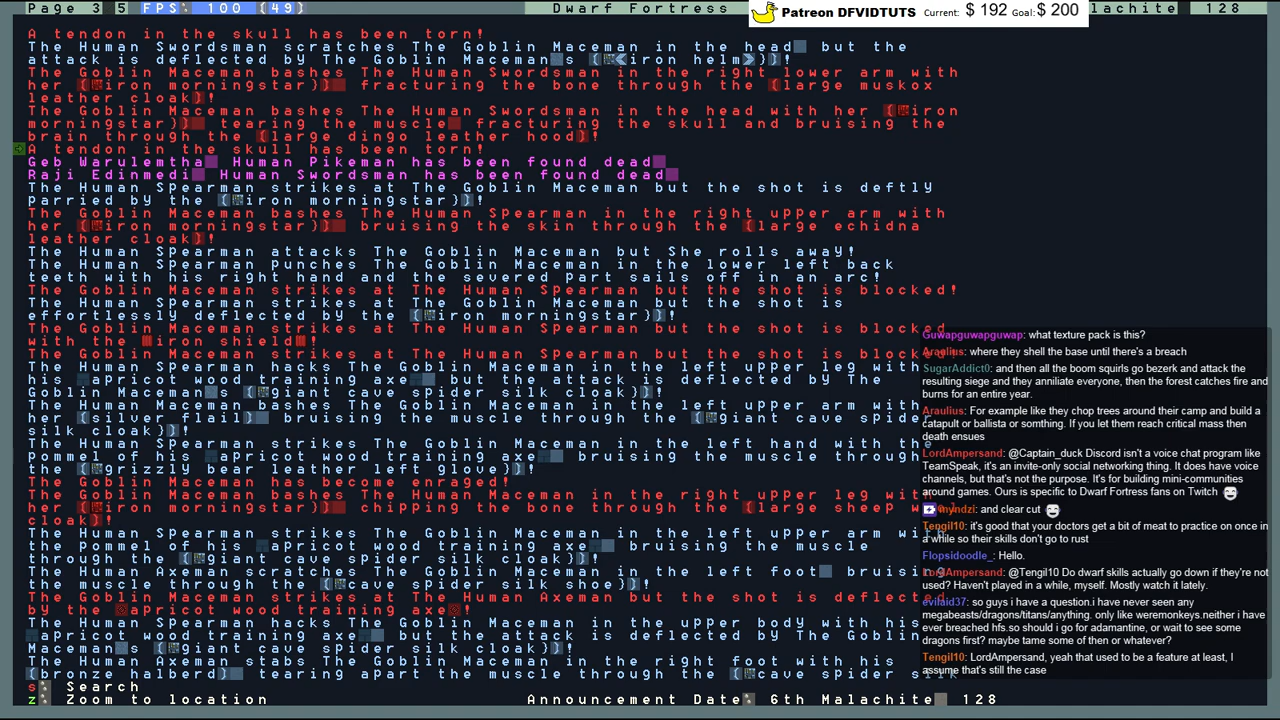 Page 3 5 FPS: 100 (49)
Dwarf Fortress
Patreon DFVIDTUTS Current: $ 192 Goal: $ 200
alachite 128
A tendon in the skull has been torn!
The Human Swordsman scratches The Goblin Maceman in the head but the
attack is deflected by The Goblin Maceman s («iron helm»)!
The Goblin Maceman bashes The Human Swordsman in the right lower arm with
her (iron morningstar) fracturing the bone through the (large muskox
leather cloak)!
The Goblin Maceman bashes The Human Swordsman in the head with her (iron
morningstar) tearing the muscle fracturing the skull and bruising the
brain through the (large dingo leather hood)!
A tendon in the skull has been torn!
Geb Warulemtha Human Pikeman has been found dead
Raji Edinmedi Human Swordsman has been found dead
The Human Spearman strikes at The Goblin Maceman but the shot is deftly
parried by the (iron morningstar)!
The Goblin Maceman bashes The Human Spearman in the right upper arm with
her (iron morningstar) bruising the skin through the (large echidna
leather cloak)!
The Human Spearman attacks The Goblin Maceman but She rolls away!
The Human Spearman punches The Goblin Maceman in the lower left back
teeth with his right hand and the severed part sails off in an arc!
The Goblin Maceman strikes at The Human Spearman but the shot is blocked!
The Human Spearman strikes at The Goblin Maceman but the shot is
effortlessly deflected by the (iron morningstar)!
The Goblin Maceman strikes at The Human Spearman but the shot is blocked
with the iron shield!
The Goblin Maceman strikes at The Human Spearman but the shot is blocked!
The Human Spearman hacks The Goblin Maceman in the left upper leg with
his apricot wood training axe but the attack is deflected by The
Goblin Maceman s (giant cave spider silk cloak)!
The Human Maceman bashes The Goblin Maceman in the left upper arm with
her (silver flail) bruising the muscle through the (giant cave spider
silk cloak)!
The Human Spearman strikes The Goblin Maceman in the left hand with the
pommel of his apricot wood training axe bruising the muscle through
the (grizzly bear leather left glove)!
The Goblin Maceman has become enraged!
The Goblin Maceman bashes The Human Maceman in the right upper leg with
her (iron morningstar) chipping the bone through the (large sheep w
cloak)!
The Human Spearman strikes The Goblin Maceman in the left upper arm with
the pommel of his apricot wood training axe bruising the muscle
through the (giant cave spider silk cloak)!
The Human Axeman scratches The Goblin Maceman in the left foot bruising
the muscle through the (cave spider silk shoe)!
The Goblin Maceman strikes at The Human Axeman but the shot is deflected
by the apricot wood training axe!
The Human Spearman hacks The Goblin Maceman in the upper body with his
apricot wood training axe but the attack is deflected by The Goblin
Maceman s (giant cave spider silk cloak)!
The Human Axeman stabs The Goblin Maceman in the right foot with his
(bronze halberd) tearing apart the muscle through the (cave spider silk
s: Search
z: Zoom to location
Announcement Date: 6th Malachite 128
Guwapguwapguwap: what texture pack is this?
Araulius: where they shell the base until there's a breach
SugarAddict0: and then all the boom squirls go bezerk and attack the
resulting siege and they anniliate everyone, then the forest catches fire and
burns for an entire year.
Araulius: For example like they chop trees around their camp and build a
catapult or ballista or somthing. If you let them reach critical mass then
death ensues
LordAmpersand: @Captain_duck Discord isn't a voice chat program like
TeamSpeak, it's an invite-only social networking thing. It does have voice
channels, but that's not the purpose. It's for building mini-communities
around games. Ours is specific to Dwarf Fortress fans on Twitch
myndzi: and clear cut
Tengil10: it's good that your doctors get a bit of meat to practice on once in
a while so their skills don't go to rust
Flopsidoodle_: Hello.
LordAmpersand: @Tengil10 Do dwarf skills actually go down if they're not
used? Haven't played in a while, myself. Mostly watch it lately.
evilaid37: so guys i have a question.i have never seen any
megabeasts/dragons/titans/anything. only like weremonkeys.neither i have
ever breached hfs.so should i go for adamantine, or wait to see some
dragons first? maybe tame some of then or whatever?
Tengil10: LordAmpersand, yeah that used to be a feature at least, I
assume that's still the case